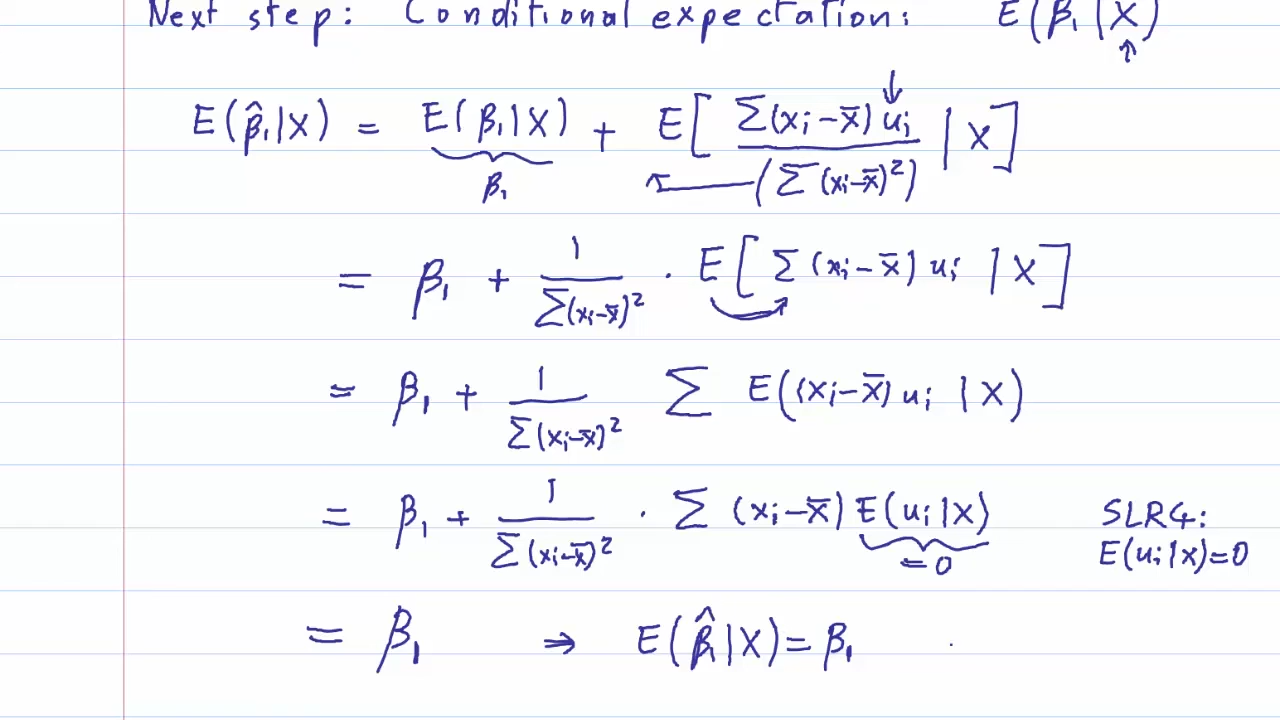 Next step: Conditional expectation: E(β̂₁|X)
E(β̂₁|X) = E(β₁|X) + E[ Σ(xᵢ-x̄)uᵢ / (Σ(xᵢ-x̄)²) | X]
β₁
= β₁ + 1/Σ(xᵢ-x̄)² · E[ Σ(xᵢ-x̄)uᵢ | X]
= β₁ + 1/Σ(xᵢ-x̄)² Σ E((xᵢ-x̄)uᵢ | X)
= β₁ + 1/Σ(xᵢ-x̄)² · Σ (xᵢ-x̄) E(uᵢ|X) SLR4:
= 0 E(uᵢ|x)=0
= β₁ ⇒ E(β̂₁|X) = β₁